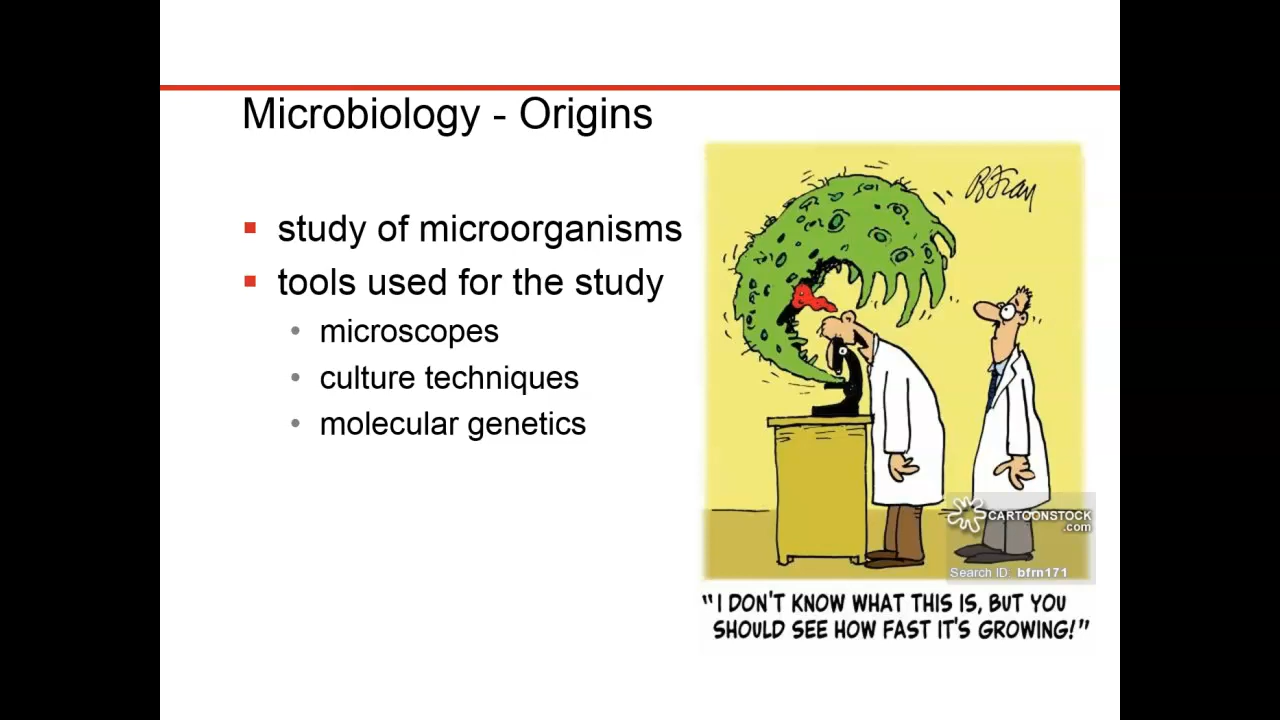 Microbiology - Origins
study of microorganisms
tools used for the study
microscopes
culture techniques
molecular genetics
CARTOONSTOCK
.com
Search ID: bfrn171
"I DON'T KNOW WHAT THIS IS, BUT YOU
SHOULD SEE HOW FAST IT'S GROWING!"